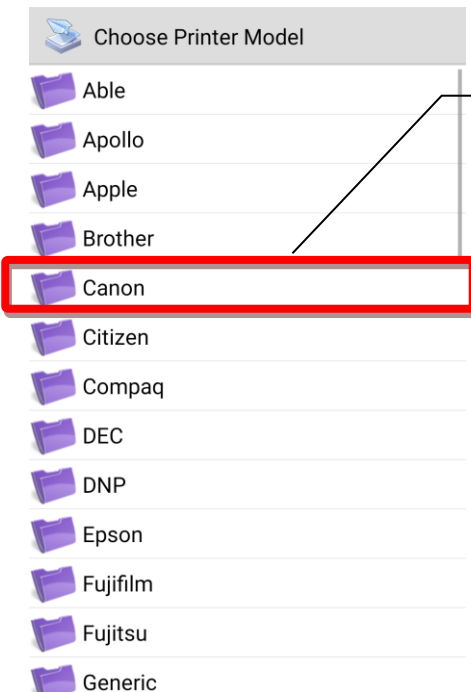 Choose Printer Model
Able
Apollo
Apple
Brother
Canon
Citizen
Compaq
DEC
DNP
Epson
Fujifilm
Fujitsu
Generic